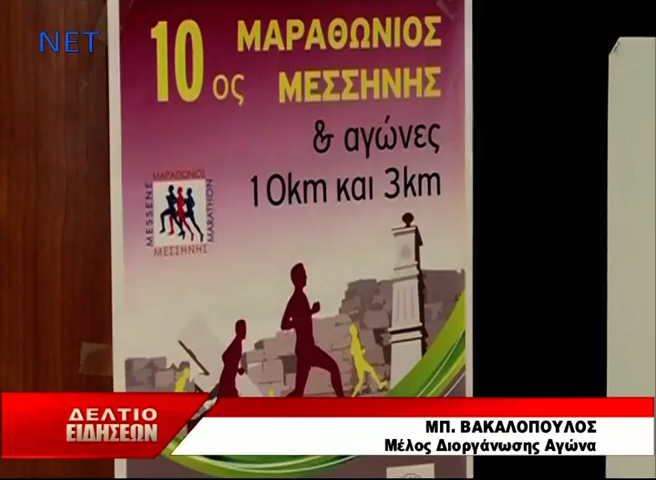 NET
10ος ΜΑΡΑΘΩΝΙΟΣ
ΜΕΣΣΗΝΗΣ
& αγώνες
10km και 3km
ΜΑΡΑΘΩΝΙΟΣ
MESSENE
MARATHON
ΜΕΣΣΗΝΗΣ
ΔΕΛΤΙΟ
ΕΙΔΗΣΕΩΝ
ΜΠ. ΒΑΚΑΛΟΠΟΥΛΟΣ
Μέλος Διοργάνωσης Αγώνα